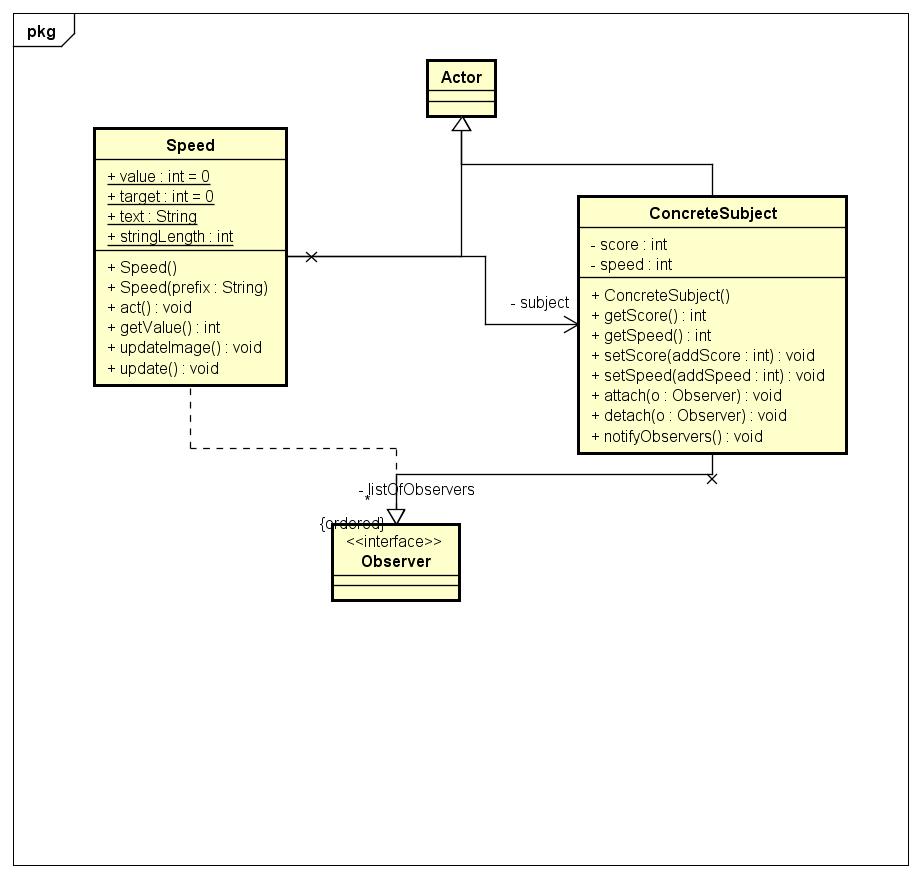 pkg
Actor
Speed
+ value : int = 0
+ target : int = 0
+ text : String
+ stringLength : int
+ Speed()
+ Speed(prefix : String)
+ act() : void
+ getValue() : int
+ updateImage() : void
+ update() : void
ConcreteSubject
- score : int
- speed : int
+ ConcreteSubject()
+ getScore() : int
+ getSpeed() : int
+ setScore(addScore : int) : void
+ setSpeed(addSpeed : int) : void
+ attach(o : Observer) : void
+ detach(o : Observer) : void
+ notifyObservers() : void
- subject
- listOfObservers
*
{ordered}
<<interface>>
Observer